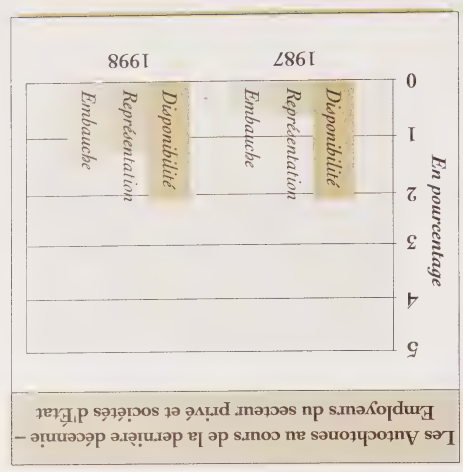 Les Autochtones au cours de la dernière décennie –
Employeurs du secteur privé et sociétés d'État
En pourcentage
5
4
3
2
1
0
Disponibilité
Représentation
Embauche
Disponibilité
Représentation
Embauche
1987
1998